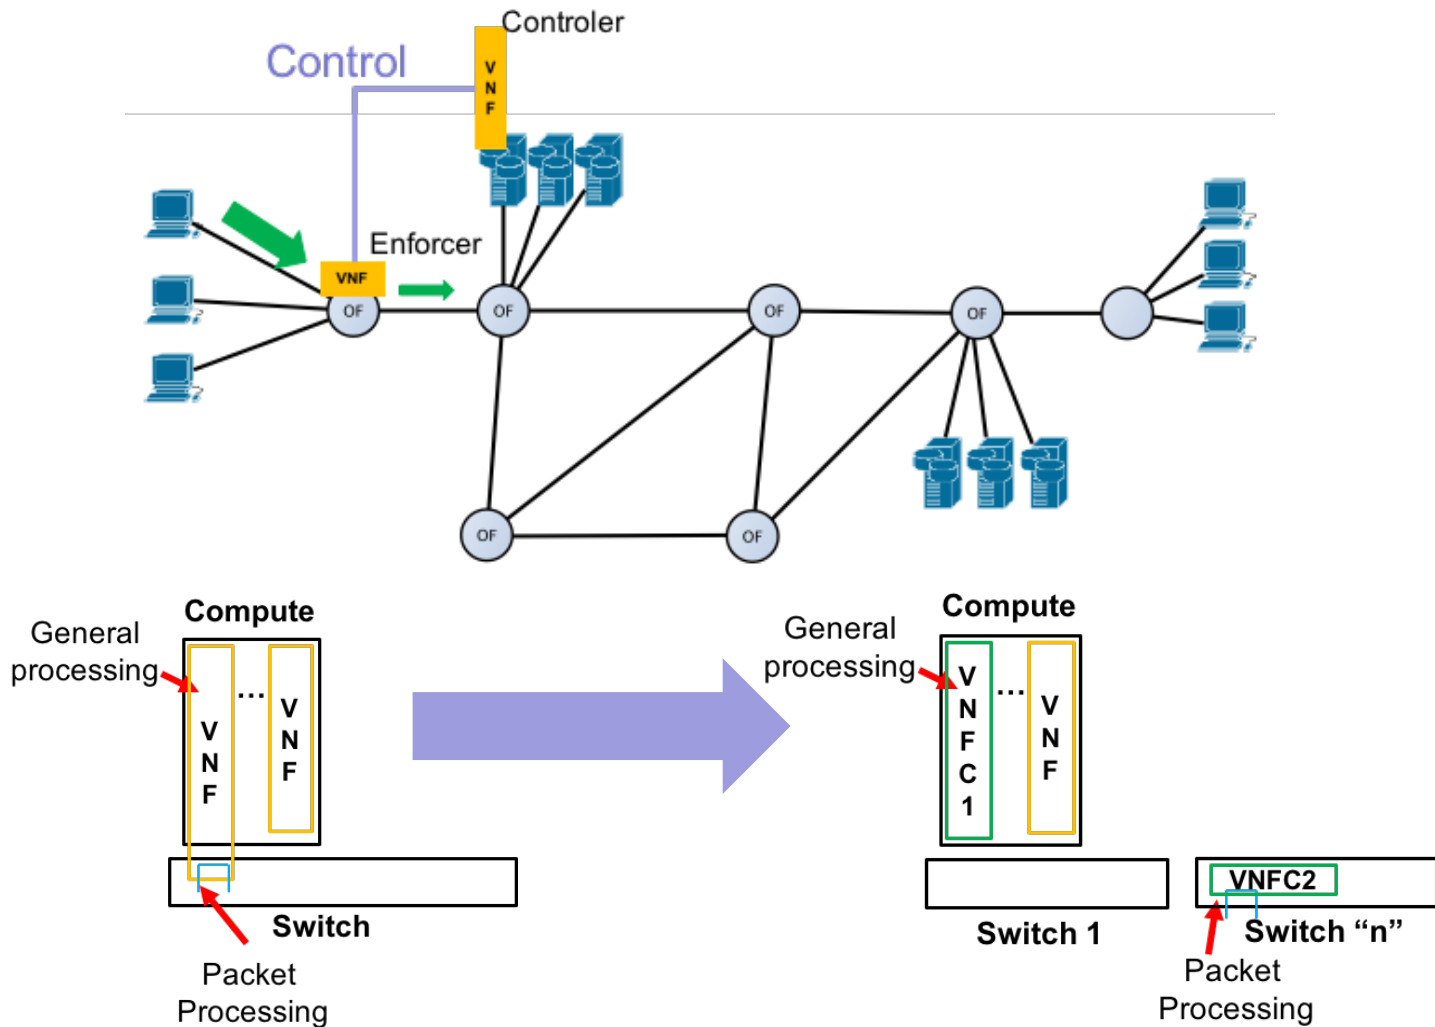 Controler
Control
V
N
F
Enforcer
VNF
OF
OF
OF
OF
OF
OF
Compute
General
processing
V
N
F
...
V
N
F
Switch
Packet
Processing
Compute
General
processing
V
N
F
C
1
...
V
N
F
VNFC2
Switch 1
Switch “n”
Packet
Processing